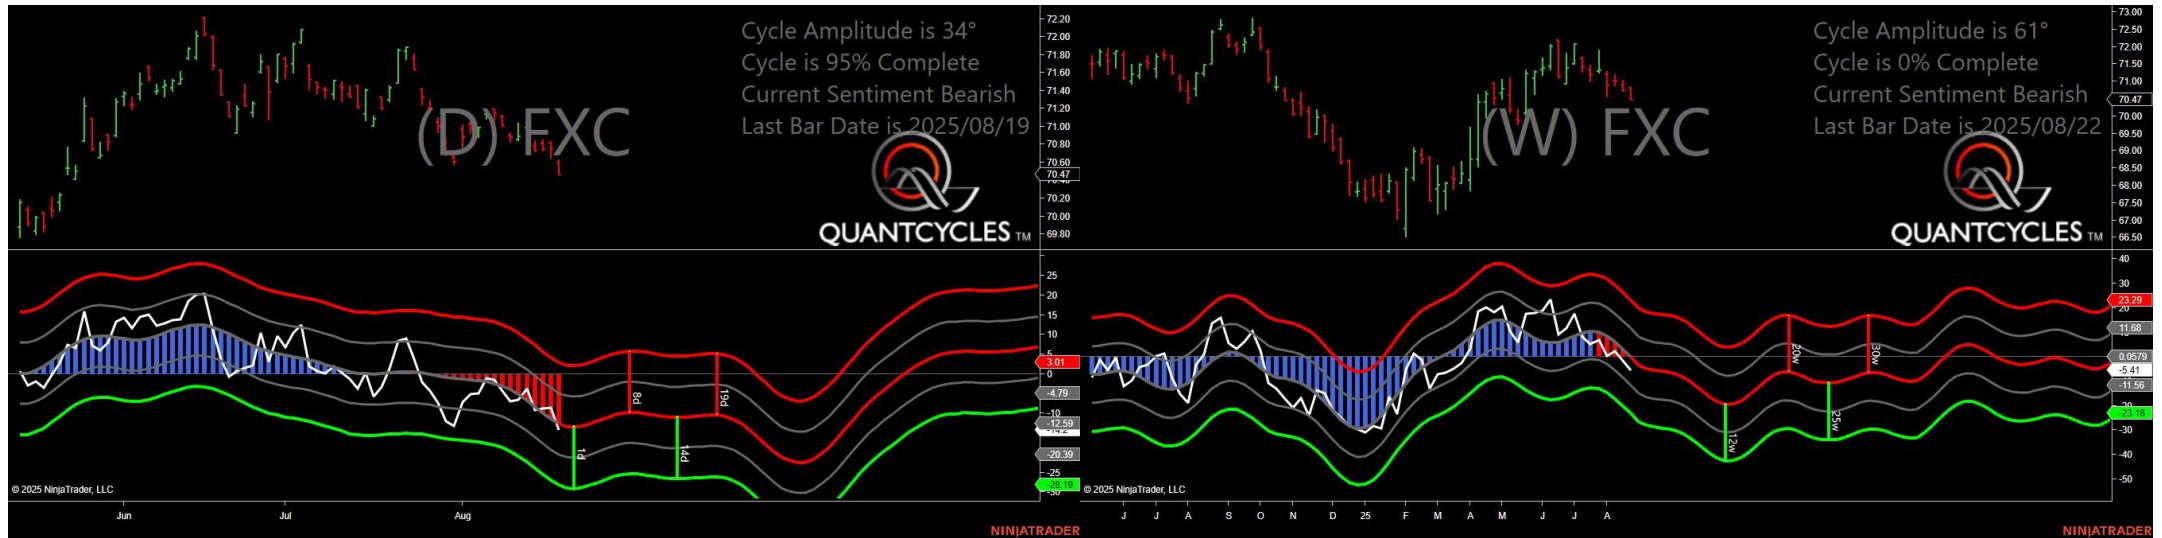 Cycle Amplitude is 34°
Cycle is 95% Complete
Current Sentiment Bearish
Last Bar Date is 2025/08/19
(D) FXC
QUANTCYCLES TM
72.20
72.00
71.80
71.60
71.40
71.20
71.00
70.80
70.60
70.47
70.20
70.00
69.80
25
20
15
10
5
3.01
0
-4.79
-10
-12.59
-14.2
-20.39
-25
-28.19
-30
1d
8d
14d
19d
© 2025 NinjaTrader, LLC
Jun
Jul
Aug
NINJATRADER
Cycle Amplitude is 61°
Cycle is 0% Complete
Current Sentiment Bearish
Last Bar Date is 2025/08/22
(W) FXC
QUANTCYCLES TM
73.00
72.50
72.00
71.50
71.00
70.47
70.00
69.50
69.00
68.50
68.00
67.50
67.00
66.50
40
30
23.29
11.68
0.0579
-5.41
-11.56
-23.18
-30
-40
-50
12w
20w
25w
30w
© 2025 NinjaTrader, LLC
J
J
A
S
O
N
D
25
F
M
A
M
J
J
A
NINJATRADER